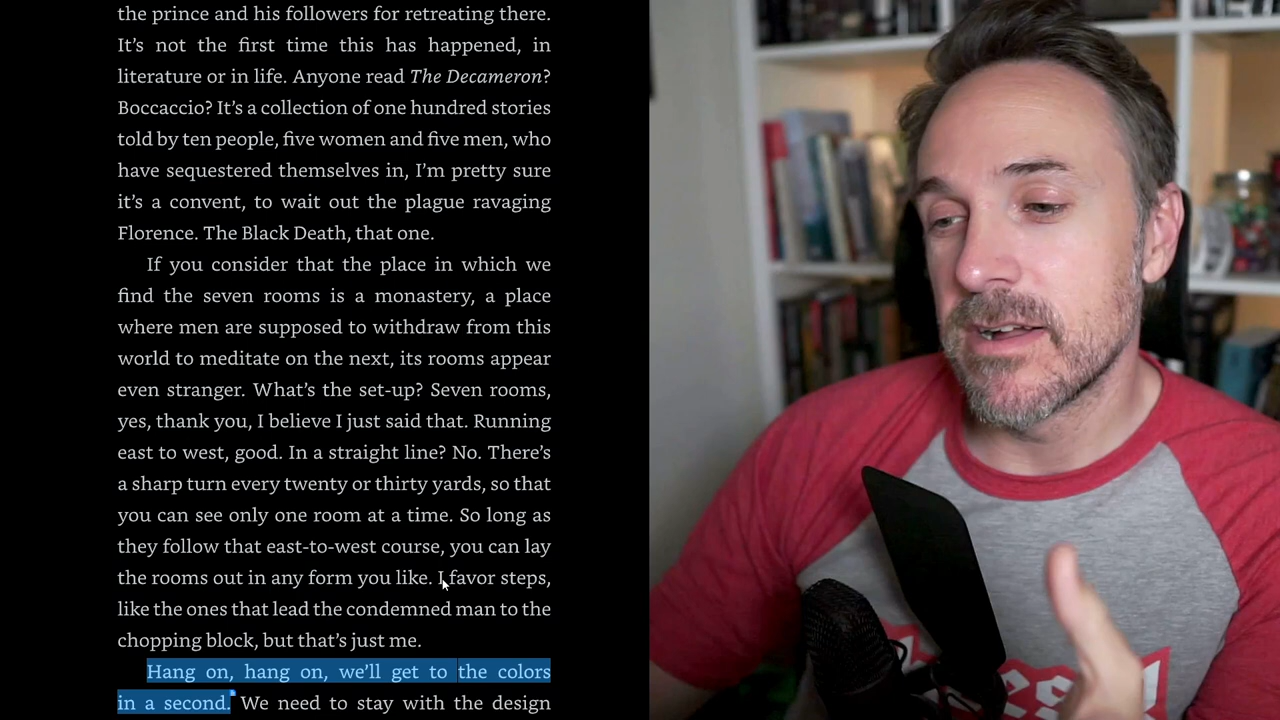 the prince and his followers for retreating there.
It’s not the first time this has happened, in
literature or in life. Anyone read The Decameron?
Boccaccio? It’s a collection of one hundred stories
told by ten people, five women and five men, who
have sequestered themselves in, I’m pretty sure
it’s a convent, to wait out the plague ravaging
Florence. The Black Death, that one.
If you consider that the place in which we
find the seven rooms is a monastery, a place
where men are supposed to withdraw from this
world to meditate on the next, its rooms appear
even stranger. What’s the set-up? Seven rooms,
yes, thank you, I believe I just said that. Running
east to west, good. In a straight line? No. There’s
a sharp turn every twenty or thirty yards, so that
you can see only one room at a time. So long as
they follow that east-to-west course, you can lay
the rooms out in any form you like. I favor steps,
like the ones that lead the condemned man to the
chopping block, but that’s just me.
Hang on, hang on, we’ll get to the colors
in a second. We need to stay with the design